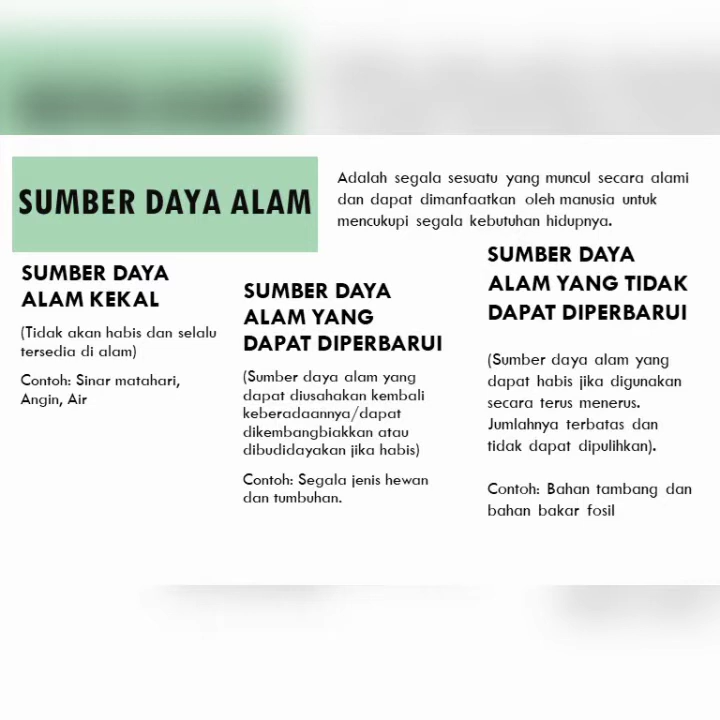 SUMBER DAYA ALAM
Adalah segala sesuatu yang muncul secara alami
dan dapat dimanfaatkan oleh manusia untuk
mencukupi segala kebutuhan hidupnya.
SUMBER DAYA
ALAM KEKAL
(Tidak akan habis dan selalu
tersedia di alam)
Contoh: Sinar matahari,
Angin, Air
SUMBER DAYA
ALAM YANG
DAPAT DIPERBARUI
(Sumber daya alam yang
dapat diusahakan kembali
keberadaannya/dapat
dikembangbiakkan atau
dibudidayakan jika habis)
Contoh: Segala jenis hewan
dan tumbuhan.
SUMBER DAYA
ALAM YANG TIDAK
DAPAT DIPERBARUI
(Sumber daya alam yang
dapat habis jika digunakan
secara terus menerus.
Jumlahnya terbatas dan
tidak dapat dipulihkan).
Contoh: Bahan tambang dan
bahan bakar fosil